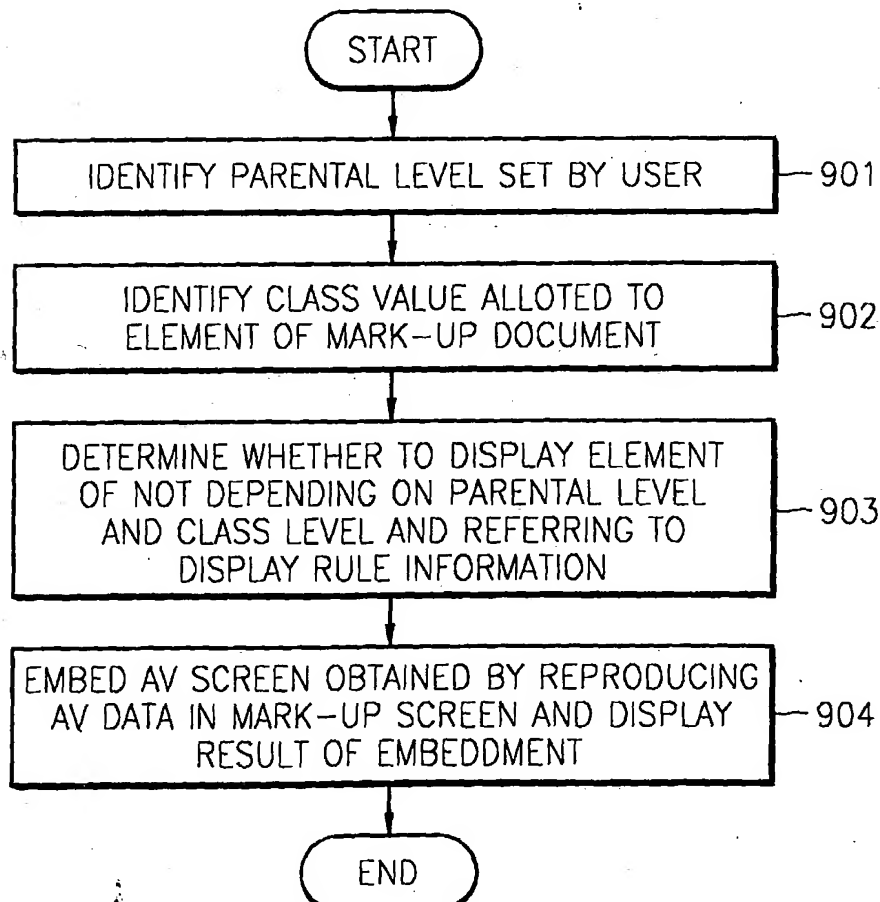 START
IDENTIFY PARENTAL LEVEL SET BY USER
901
IDENTIFY CLASS VALUE ALLOTED TO
ELEMENT OF MARK-UP DOCUMENT
902
DETERMINE WHETHER TO DISPLAY ELEMENT
OF NOT DEPENDING ON PARENTAL LEVEL
AND CLASS LEVEL AND REFERRING TO
DISPLAY RULE INFORMATION
903
EMBED AV SCREEN OBTAINED BY REPRODUCING
AV DATA IN MARK-UP SCREEN AND DISPLAY
RESULT OF EMBEDDMENT
904
END